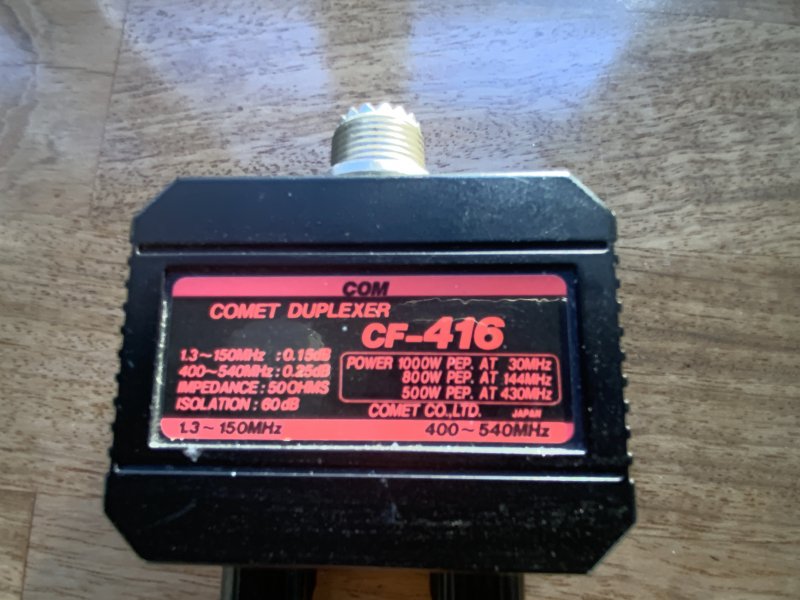 COM
COMET DUPLEXER
CF-416
1.3~150MHz : 0.15dB
400~540MHz : 0.25dB
IMPEDANCE : 50OHMS
ISOLATION : 60dB
POWER 1000W PEP. AT 30MHz
800W PEP. AT 144MHz
500W PEP. AT 430MHz
COMET CO.,LTD. JAPAN
1.3~150MHz
400~540MHz